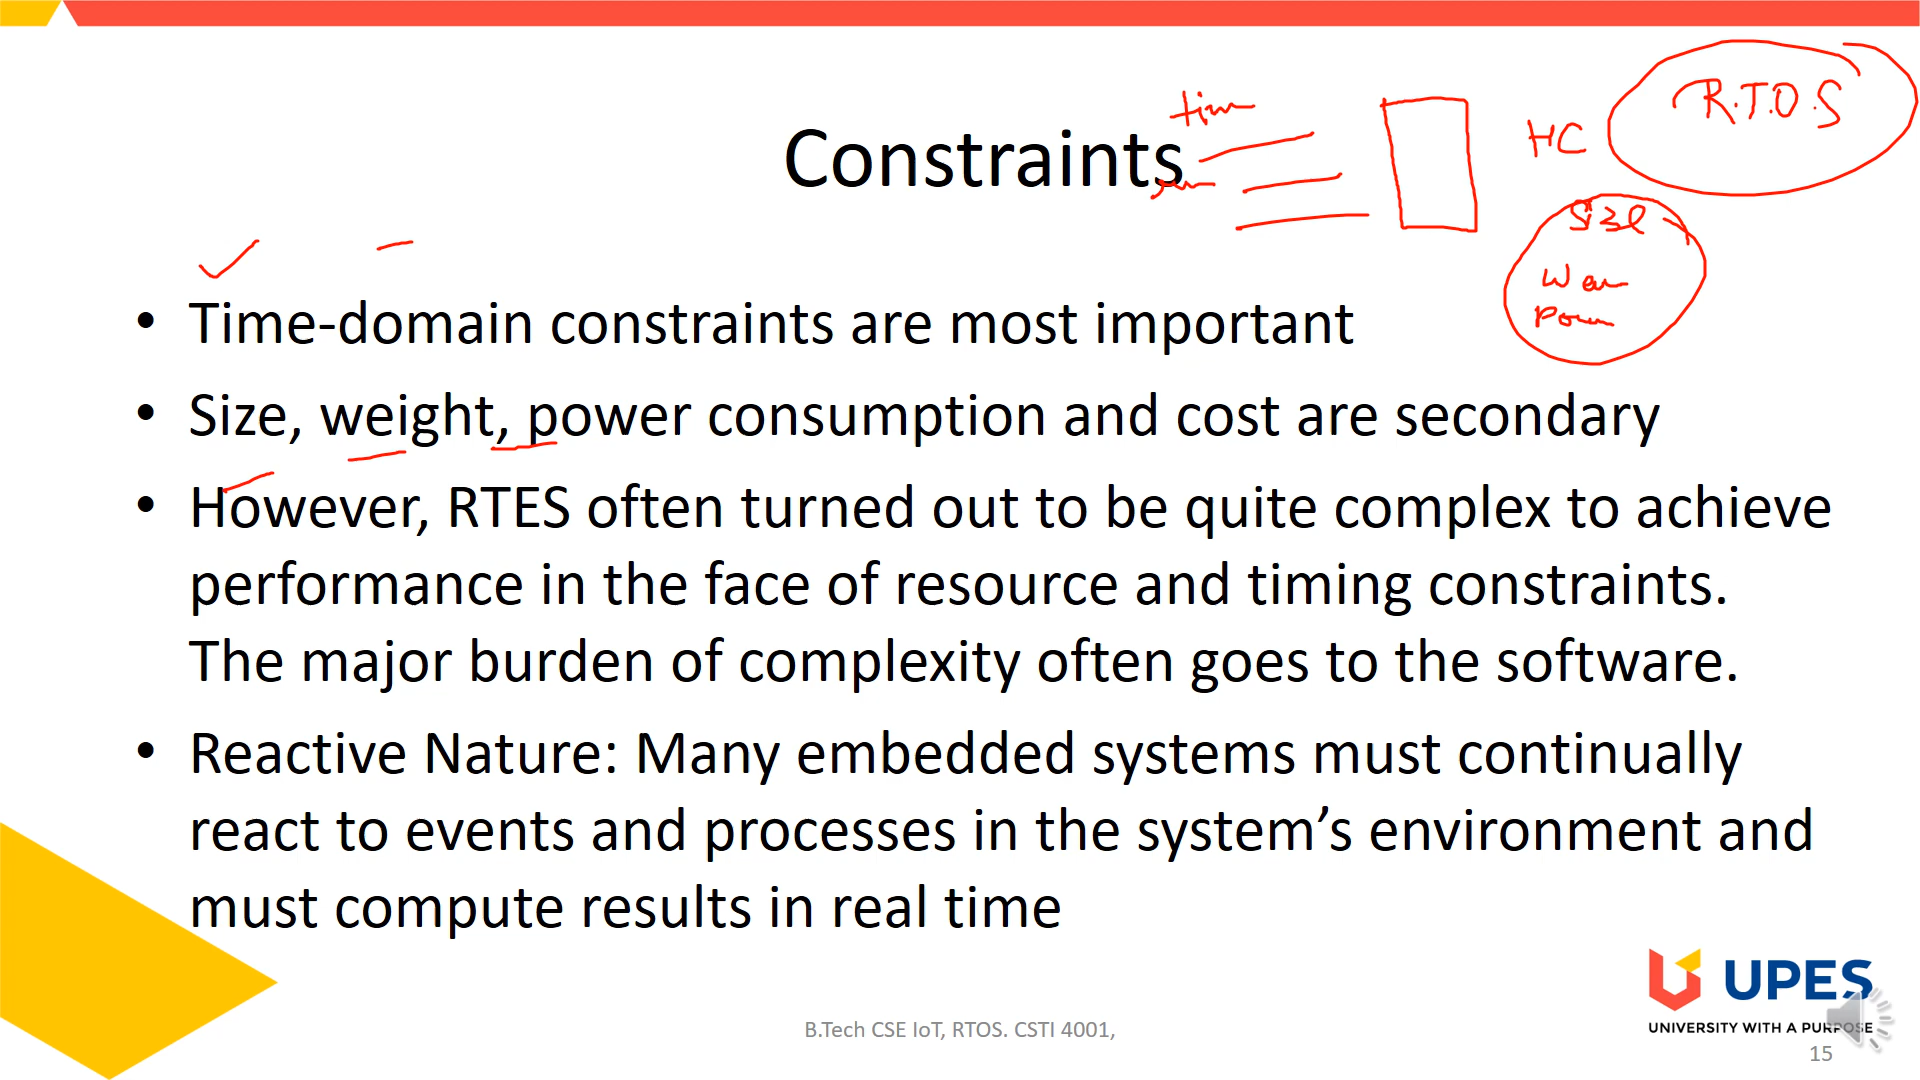 R.T.O.S
HC
Constraints
Size
• Time-domain constraints are most important
• Size, weight, power consumption and cost are secondary
• However, RTES often turned out to be quite complex to achieve
performance in the face of resource and timing constraints.
The major burden of complexity often goes to the software.
• Reactive Nature: Many embedded systems must continually
react to events and processes in the system’s environment and
must compute results in real time
UPES
UNIVERSITY WITH A PURPOSE
B.Tech CSE IoT, RTOS. CSTI 4001,
15